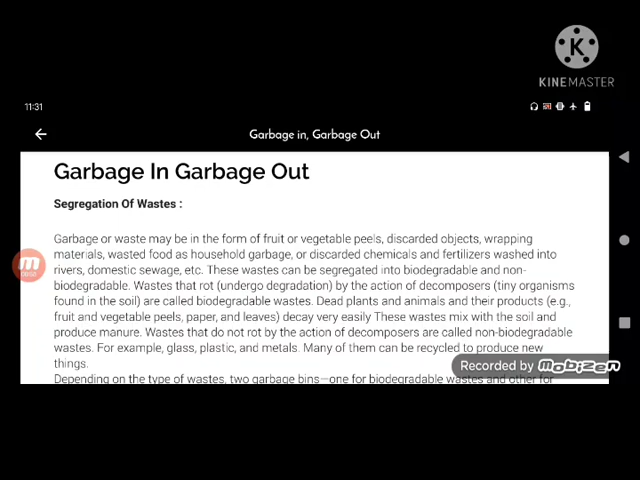 K
KINEMASTER
11:31
Garbage in, Garbage Out
Garbage In Garbage Out
Segregation Of Wastes :
Garbage or waste may be in the form of fruit or vegetable peels, discarded objects, wrapping
materials, wasted food as household garbage, or discarded chemicals and fertilizers washed into
rivers, domestic sewage, etc. These wastes can be segregated into biodegradable and non-
biodegradable. Wastes that rot (undergo degradation) by the action of decomposers (tiny organisms
found in the soil) are called biodegradable wastes. Dead plants and animals and their products (e.g.,
fruit and vegetable peels, paper, and leaves) decay very easily These wastes mix with the soil and
produce manure. Wastes that do not rot by the action of decomposers are called non-biodegradable
wastes. For example, glass, plastic, and metals. Many of them can be recycled to produce new
things.
Recorded by mobizen
Depending on the type of wastes, two garbage bins—one for biodegradable wastes and other for